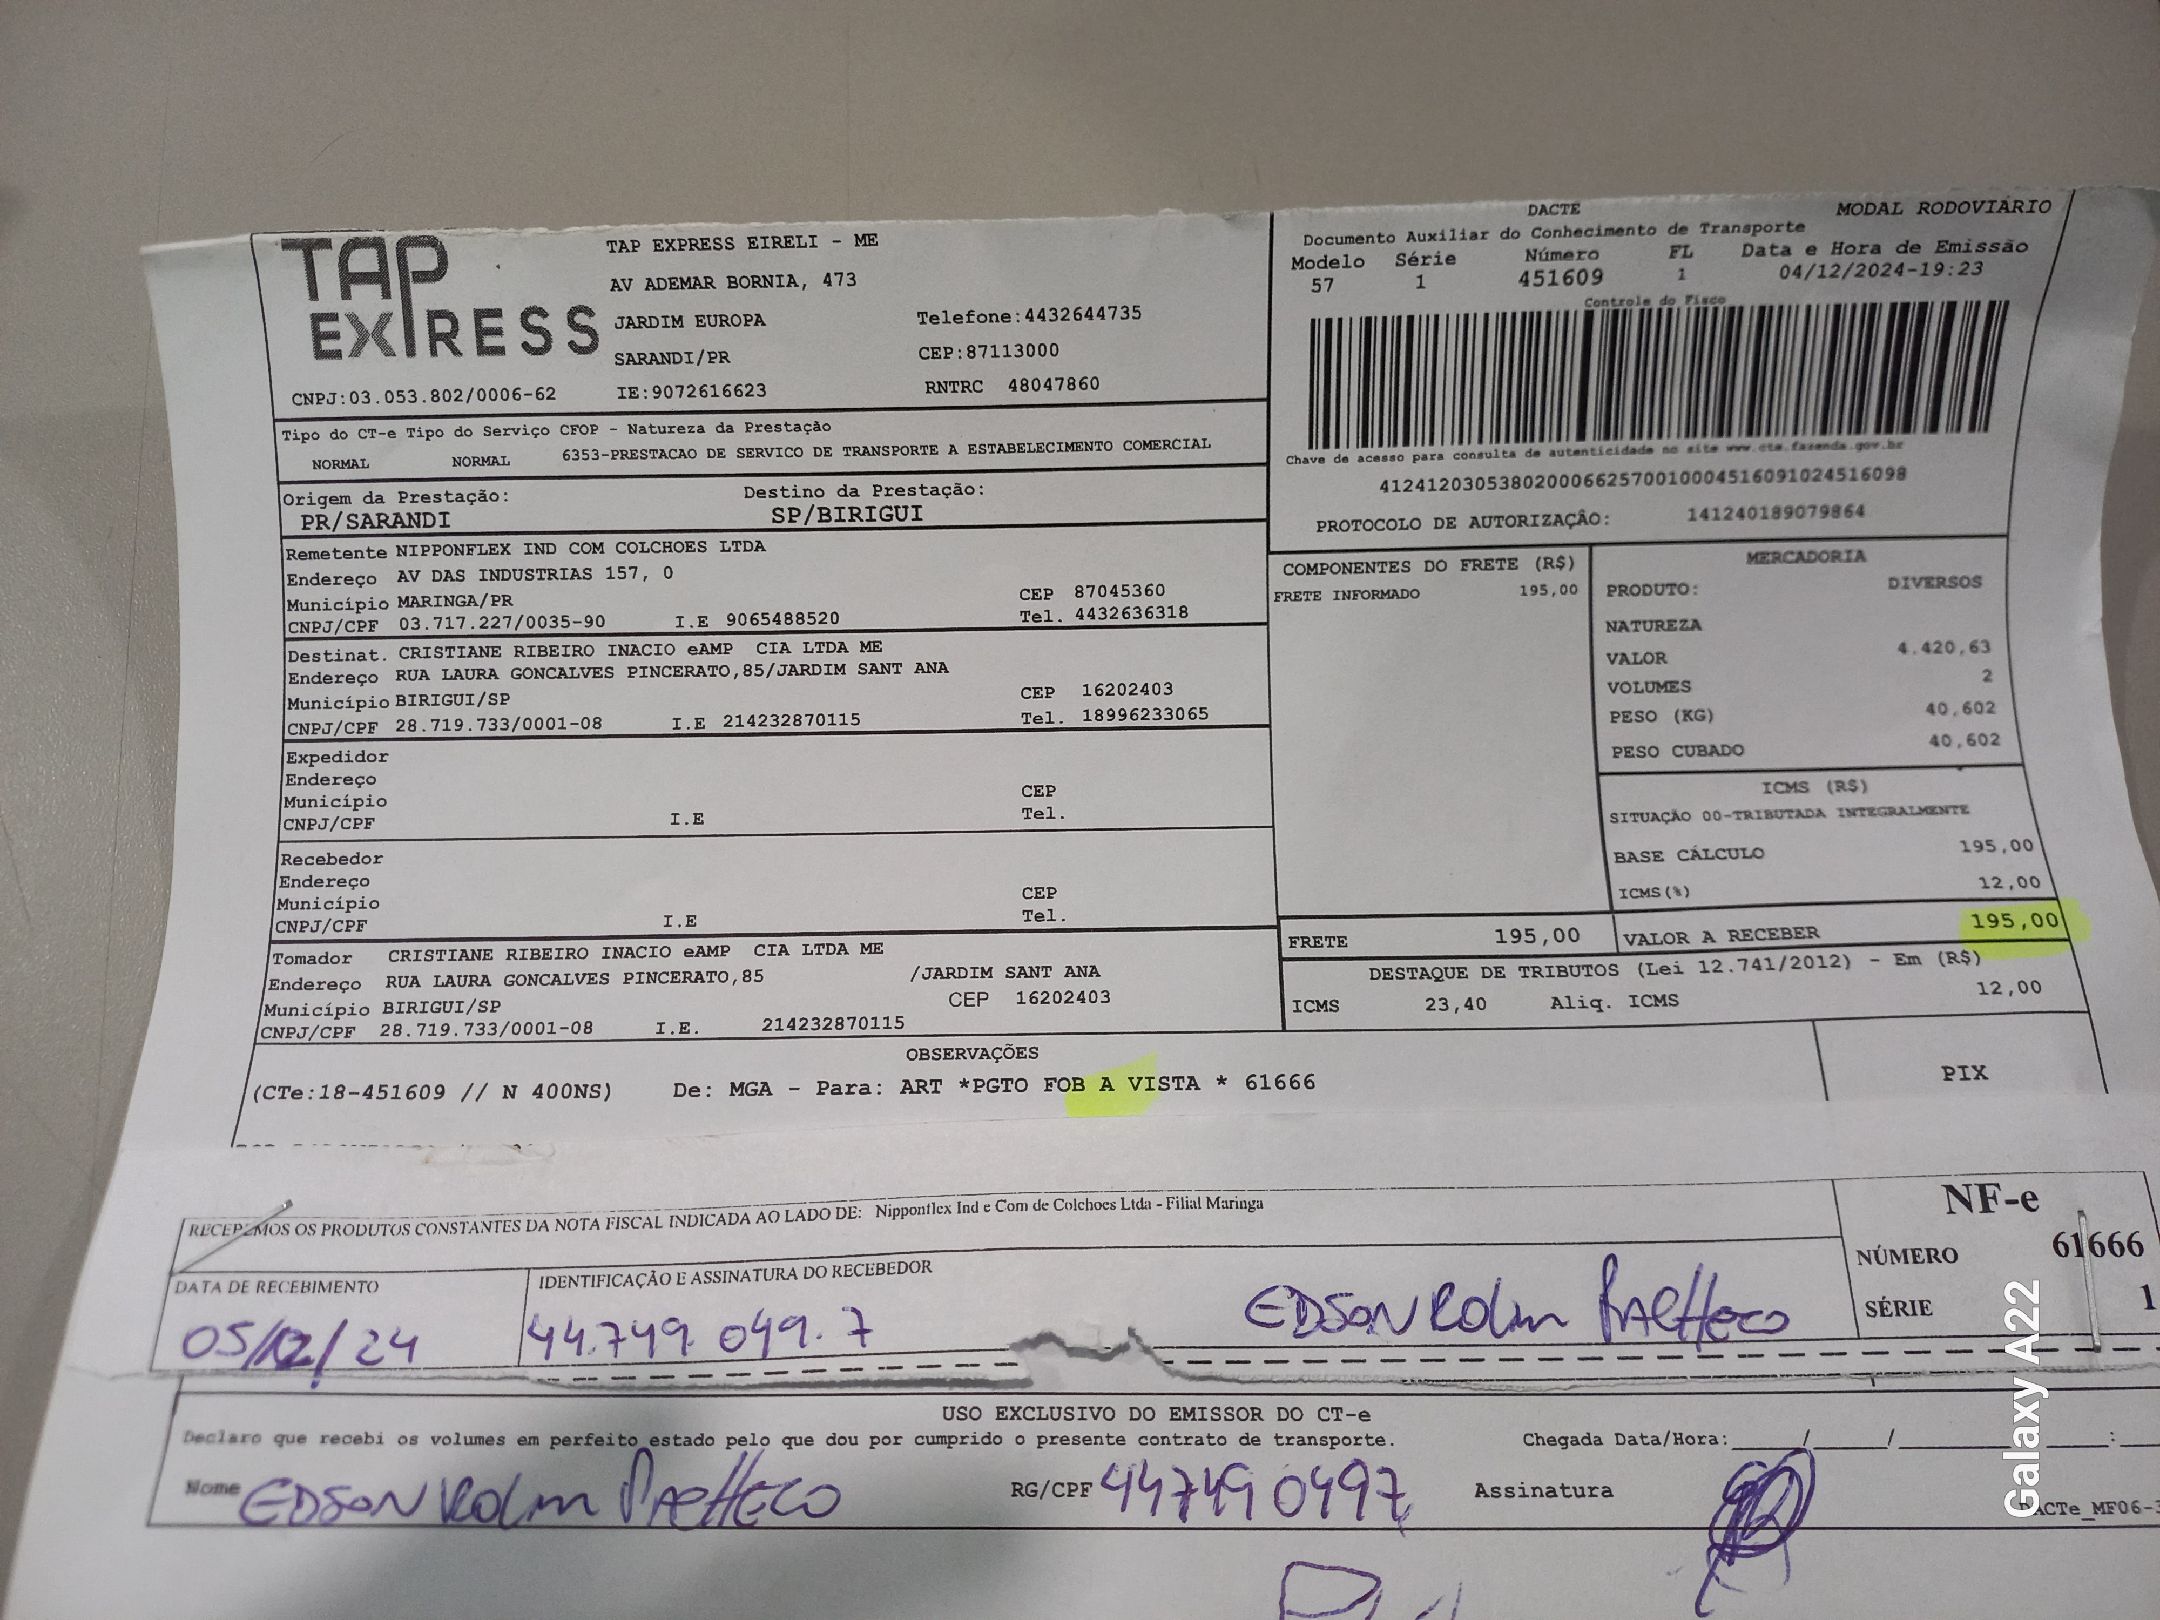 TAP EXPRESS
TAP EXPRESS EIRELI - ME
AV ADEMAR BORNIA, 473
JARDIM EUROPA Telefone:4432644735
SARANDI/PR CEP:87113000
CNPJ:03.053.802/0006-62 IE:9072616623 RNTRC 48047860
DACTE MODAL RODOVIÁRIO
Documento Auxiliar do Conhecimento de Transporte
Modelo Série Número FL Data e Hora de Emissão
57 1 451609 1 04/12/2024-19:23
Controle do Fisco
Chave de acesso para consulta de autenticidade no site www.cte.fazenda.gov.br
41241203053802000662570010004516091024516098
PROTOCOLO DE AUTORIZAÇÂO: 141240189079864
Tipo do CT-e Tipo do Serviço CFOP - Natureza da Prestação
NORMAL NORMAL 6353-PRESTACAO DE SERVICO DE TRANSPORTE A ESTABELECIMENTO COMERCIAL
Origem da Prestação: Destino da Prestação:
PR/SARANDI SP/BIRIGUI
Remetente NIPPONFLEX IND COM COLCHOES LTDA
Endereço AV DAS INDUSTRIAS 157, 0
Município MARINGA/PR CEP 87045360
CNPJ/CPF 03.717.227/0035-90 I.E 9065488520 Tel. 4432636318
Destinat. CRISTIANE RIBEIRO INACIO eAMP CIA LTDA ME
Endereço RUA LAURA GONCALVES PINCERATO,85/JARDIM SANT ANA
Município BIRIGUI/SP CEP 16202403
CNPJ/CPF 28.719.733/0001-08 I.E 214232870115 Tel. 18996233065
Expedidor
Endereço
Município CEP
CNPJ/CPF I.E Tel.
Recebedor
Endereço
Município CEP
CNPJ/CPF I.E Tel.
Tomador CRISTIANE RIBEIRO INACIO eAMP CIA LTDA ME
Endereço RUA LAURA GONCALVES PINCERATO,85 /JARDIM SANT ANA
Município BIRIGUI/SP CEP 16202403
CNPJ/CPF 28.719.733/0001-08 I.E. 214232870115
COMPONENTES DO FRETE (R$)
FRETE INFORMADO 195,00
MERCADORIA
PRODUTO: DIVERSOS
NATUREZA
VALOR 4.420,63
VOLUMES 2
PESO (KG) 40,602
PESO CUBADO 40,602
ICMS (R$)
SITUAÇÃO 00-TRIBUTADA INTEGRALMENTE
BASE CÁLCULO 195,00
ICMS(%) 12,00
FRETE 195,00 VALOR A RECEBER 195,00
DESTAQUE DE TRIBUTOS (Lei 12.741/2012) - Em (R$)
ICMS 23,40 Aliq. ICMS 12,00
OBSERVAÇÕES
(CTe:18-451609 // N 400NS) De: MGA - Para: ART *PGTO FOB A VISTA * 61666
PIX
RECEBEMOS OS PRODUTOS CONSTANTES DA NOTA FISCAL INDICADA AO LADO DE: Nipponflex Ind e Com de Colchoes Ltda - Filial Maringa
NF-e
NÚMERO 61666
SÉRIE 1
DATA DE RECEBIMENTO IDENTIFICAÇÃO E ASSINATURA DO RECEBEDOR
05/12/24 44.749.049.7 EDSON Rolim PACHECO
USO EXCLUSIVO DO EMISSOR DO CT-e
Declaro que recebi os volumes em perfeito estado pelo que dou por cumprido o presente contrato de transporte. Chegada Data/Hora:____/____/____ ____:__
Nome EDSON Rolim PACHECO RG/CPF 447490497 Assinatura
DACTe_MF06-3
Galaxy A22